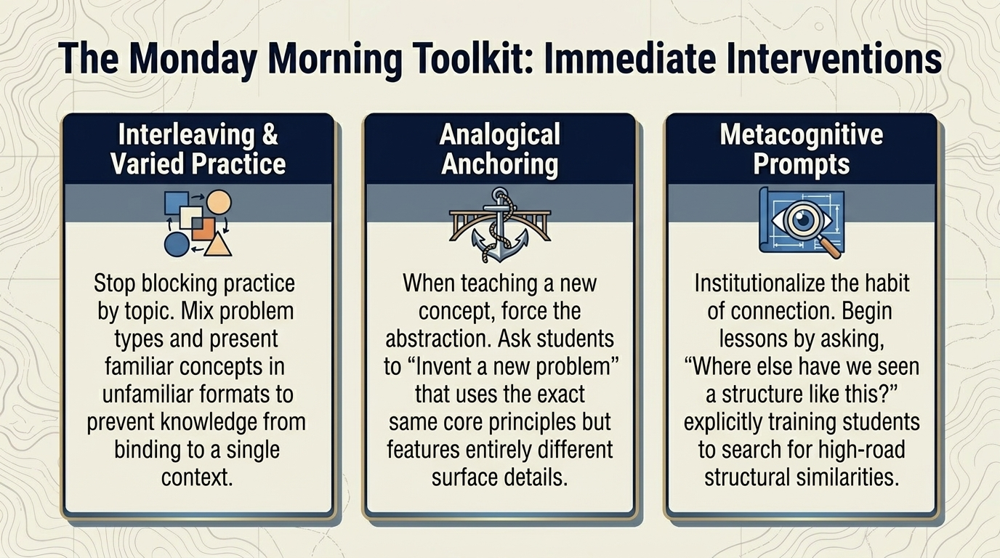 The Monday Morning Toolkit: Immediate Interventions
Interleaving &
Varied Practice
Stop blocking practice
by topic. Mix problem
types and present
familiar concepts in
unfamiliar formats to
prevent knowledge from
binding to a single
context.
Analogical
Anchoring
When teaching a new
concept, force the
abstraction. Ask students
to “Invent a new problem”
that uses the exact
same core principles but
features entirely different
surface details.
Metacognitive
Prompts
Institutionalize the habit
of connection. Begin
lessons by asking,
“Where else have we seen
a structure like this?”
explicitly training students
to search for high-road
structural similarities.